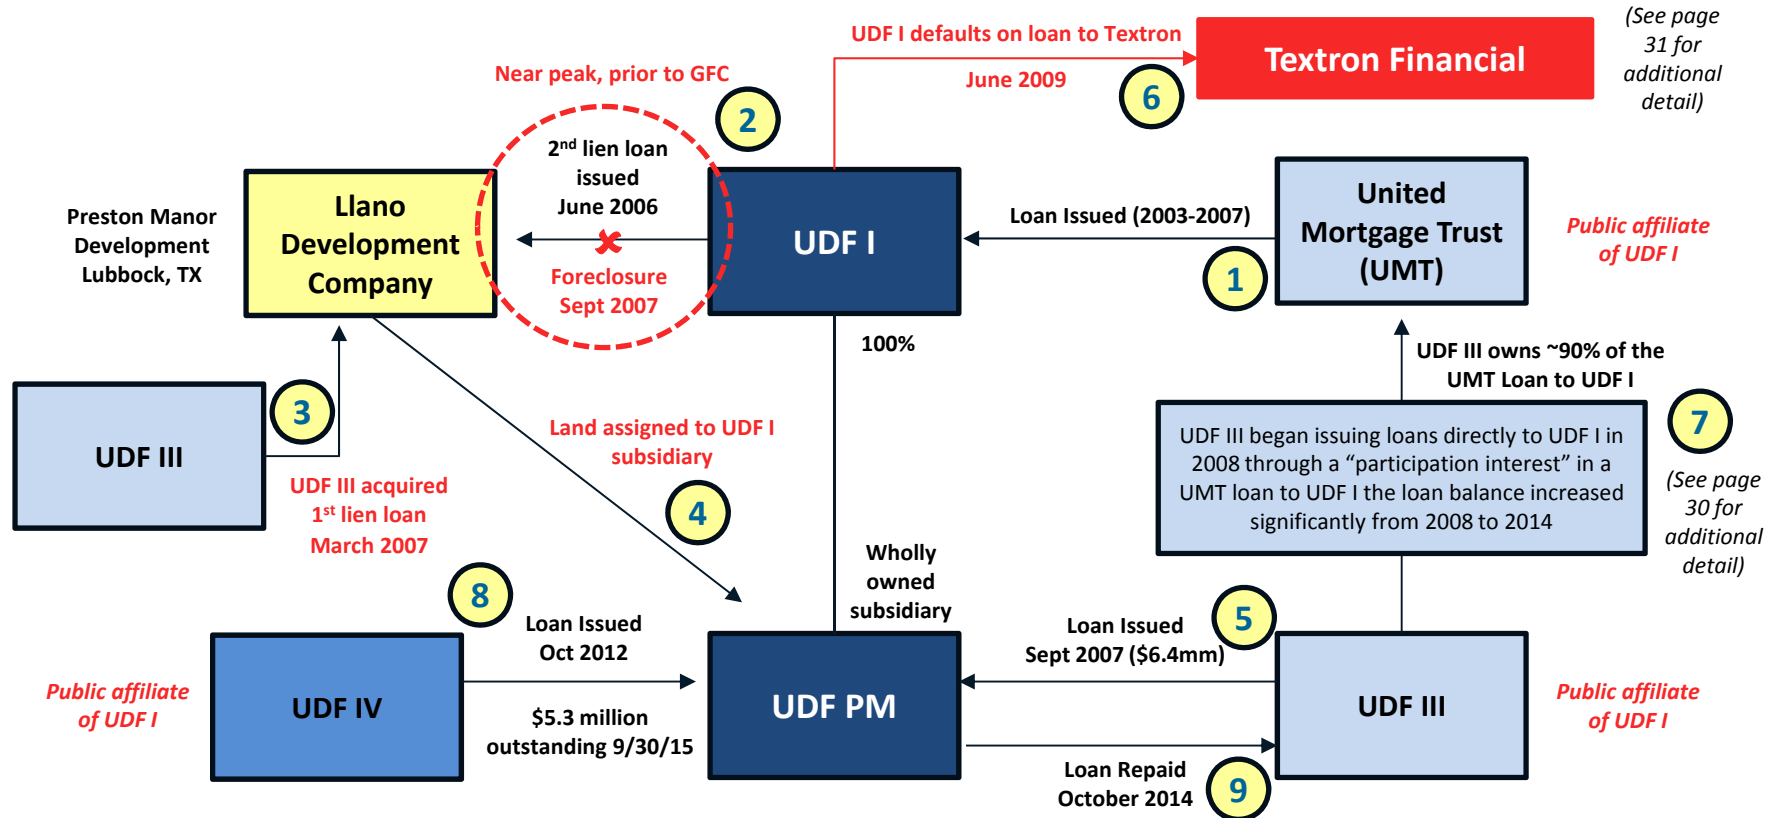 UDF I defaults on loan to Textron
June 2009
6
Textron Financial
(See page
31 for
additional
detail)
Near peak, prior to GFC
2
2nd lien loan
issued
June 2006
Foreclosure
Sept 2007
Preston Manor
Development
Lubbock, TX
Llano
Development
Company
UDF I
Loan Issued (2003-2007)
1
United
Mortgage Trust
(UMT)
Public affiliate
of UDF I
100%
UDF III owns ~90% of the
UMT Loan to UDF I
UDF III
3
UDF III acquired
1st lien loan
March 2007
Land assigned to UDF I
subsidiary
4
UDF III began issuing loans directly to UDF I in
2008 through a “participation interest” in a
UMT loan to UDF I the loan balance increased
significantly from 2008 to 2014
7
(See page
30 for
additional
detail)
Wholly
owned
subsidiary
8
Loan Issued
Oct 2012
$5.3 million
outstanding 9/30/15
Public affiliate
of UDF I
UDF IV
UDF PM
Loan Issued
Sept 2007 ($6.4mm)
5
UDF III
Public affiliate
of UDF I
Loan Repaid
October 2014
9